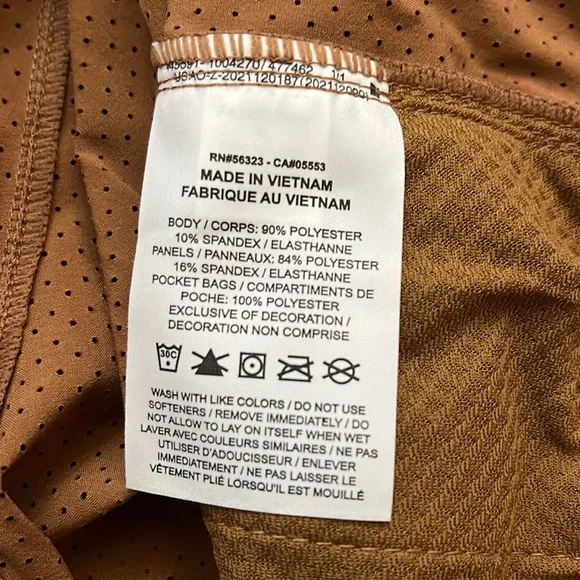 1004270/477462 1/1
RN#56323 - CA#05553
MADE IN VIETNAM
FABRIQUE AU VIETNAM
BODY / CORPS: 90% POLYESTER
10% SPANDEX / ELASTHANNE
PANELS / PANNEAUX: 84% POLYESTER
16% SPANDEX / ELASTHANNE
POCKET BAGS / COMPARTIMENTS DE
POCHE: 100% POLYESTER
EXCLUSIVE OF DECORATION /
DECORATION NON COMPRISE
30C
WASH WITH LIKE COLORS / DO NOT USE
SOFTENERS / REMOVE IMMEDIATELY / DO
NOT ALLOW TO LAY ON ITSELF WHEN WET
LAVER AVEC COULEURS SIMILAIRES / NE PAS
UTILISER D'ADOUCISSEUR / ENLEVER
IMMEDIATEMENT / NE PAS LAISSER LE
VÊTEMENT PLIÉ LORSQU'IL EST MOUILLÉ